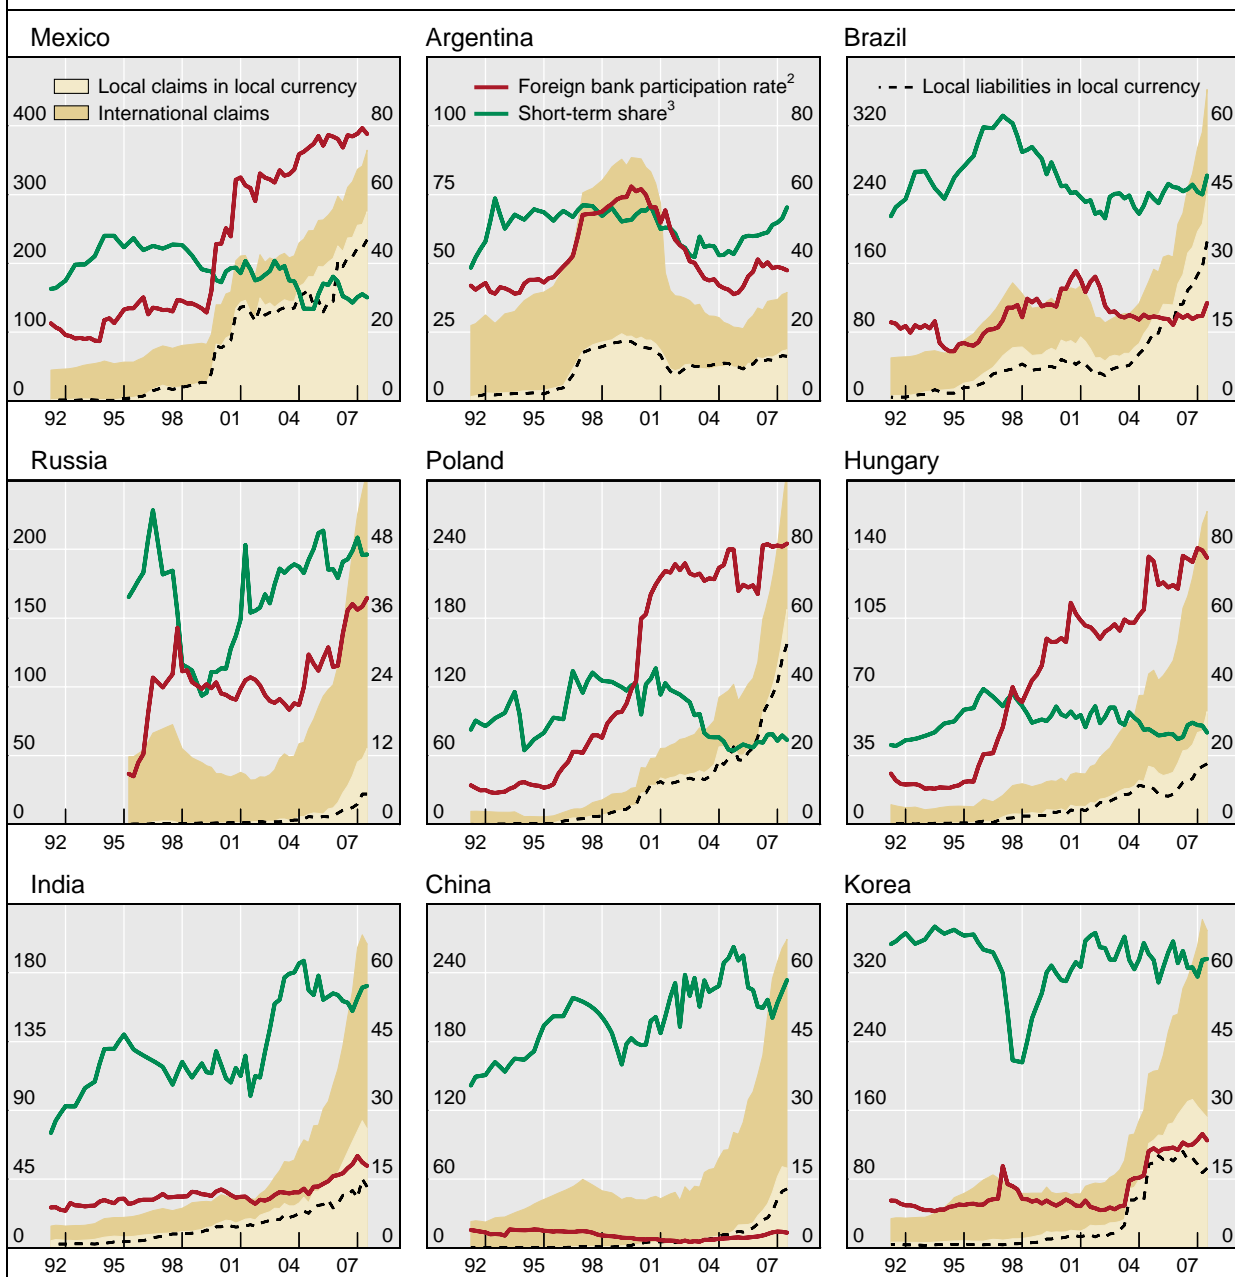 Mexico Argentina Brazil
Local claims in local currency
International claims
Foreign bank participation rate2
Short-term share3
Local liabilities in local currency
400 80 100 80 320 60
300 60 75 60 240 45
200 40 50 40 160 30
100 20 25 20 80 15
0 0 0 0 0 0
92 95 98 01 04 07 92 95 98 01 04 07 92 95 98 01 04 07
Russia Poland Hungary
200 48 240 80 140 80
150 36 180 60 105 60
100 24 120 40 70 40
50 12 60 20 35 20
0 0 0 0 0 0
92 95 98 01 04 07 92 95 98 01 04 07 92 95 98 01 04 07
India China Korea
180 60 240 60 320 60
135 45 180 45 240 45
90 30 120 30 160 30
45 15 60 15 80 15
0 0 0 0 0 0
92 95 98 01 04 07 92 95 98 01 04 07 92 95 98 01 04 07